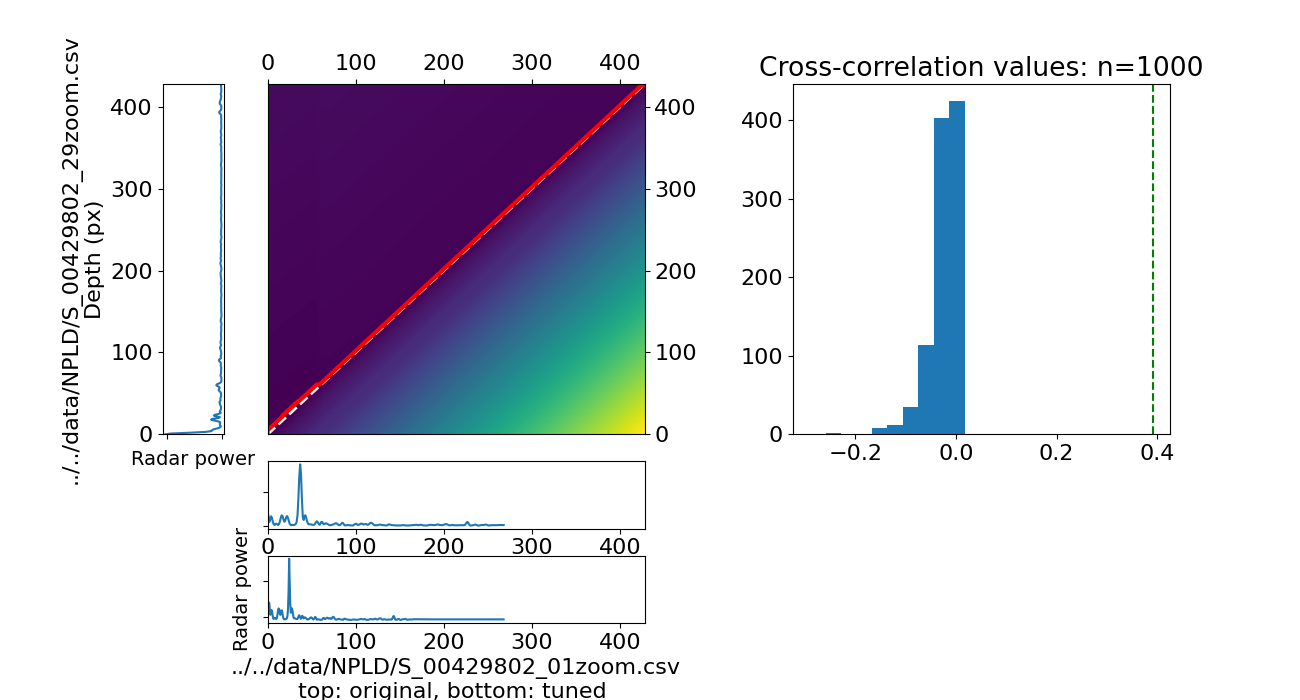 0 100 200 300 400
Cross-correlation values: n=1000
../../data/NPLD/S_00429802_29zoom.csv
Depth (px)
400
300
200
100
0
Radar power
400
300
200
100
0
400
300
200
100
0
−0.2 0.0 0.2 0.4
0 100 200 300 400
Radar power
0 100 200 300 400
../../data/NPLD/S_00429802_01zoom.csv
top: original, bottom: tuned